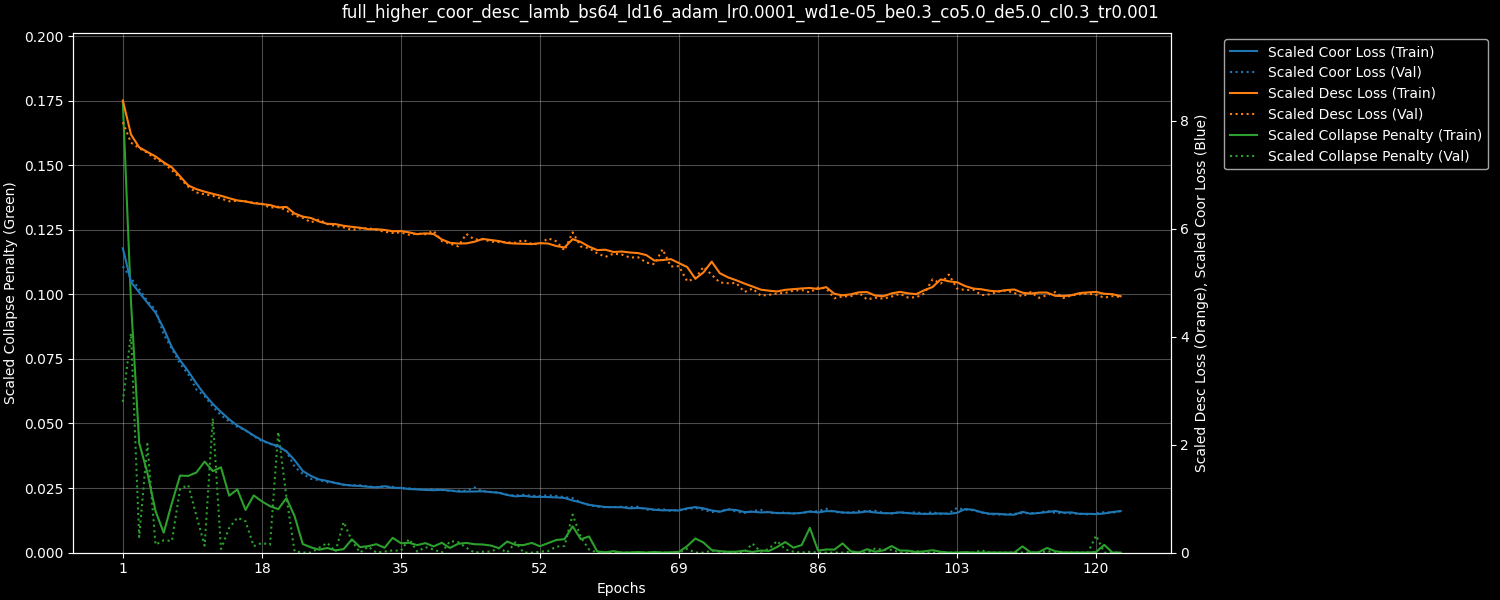 full_higher_coor_desc_lamb_bs64_ld16_adam_lr0.0001_wd1e-05_be0.3_co5.0_de5.0_cl0.3_tr0.001
Scaled Coor Loss (Train)
Scaled Coor Loss (Val)
Scaled Desc Loss (Train)
Scaled Desc Loss (Val)
Scaled Collapse Penalty (Train)
Scaled Collapse Penalty (Val)
Scaled Collapse Penalty (Green)
0.200
0.175
0.150
0.125
0.100
0.075
0.050
0.025
0.000
8
6
4
2
0
Scaled Desc Loss (Orange), Scaled Coor Loss (Blue)
1 18 35 52 69 86 103 120
Epochs